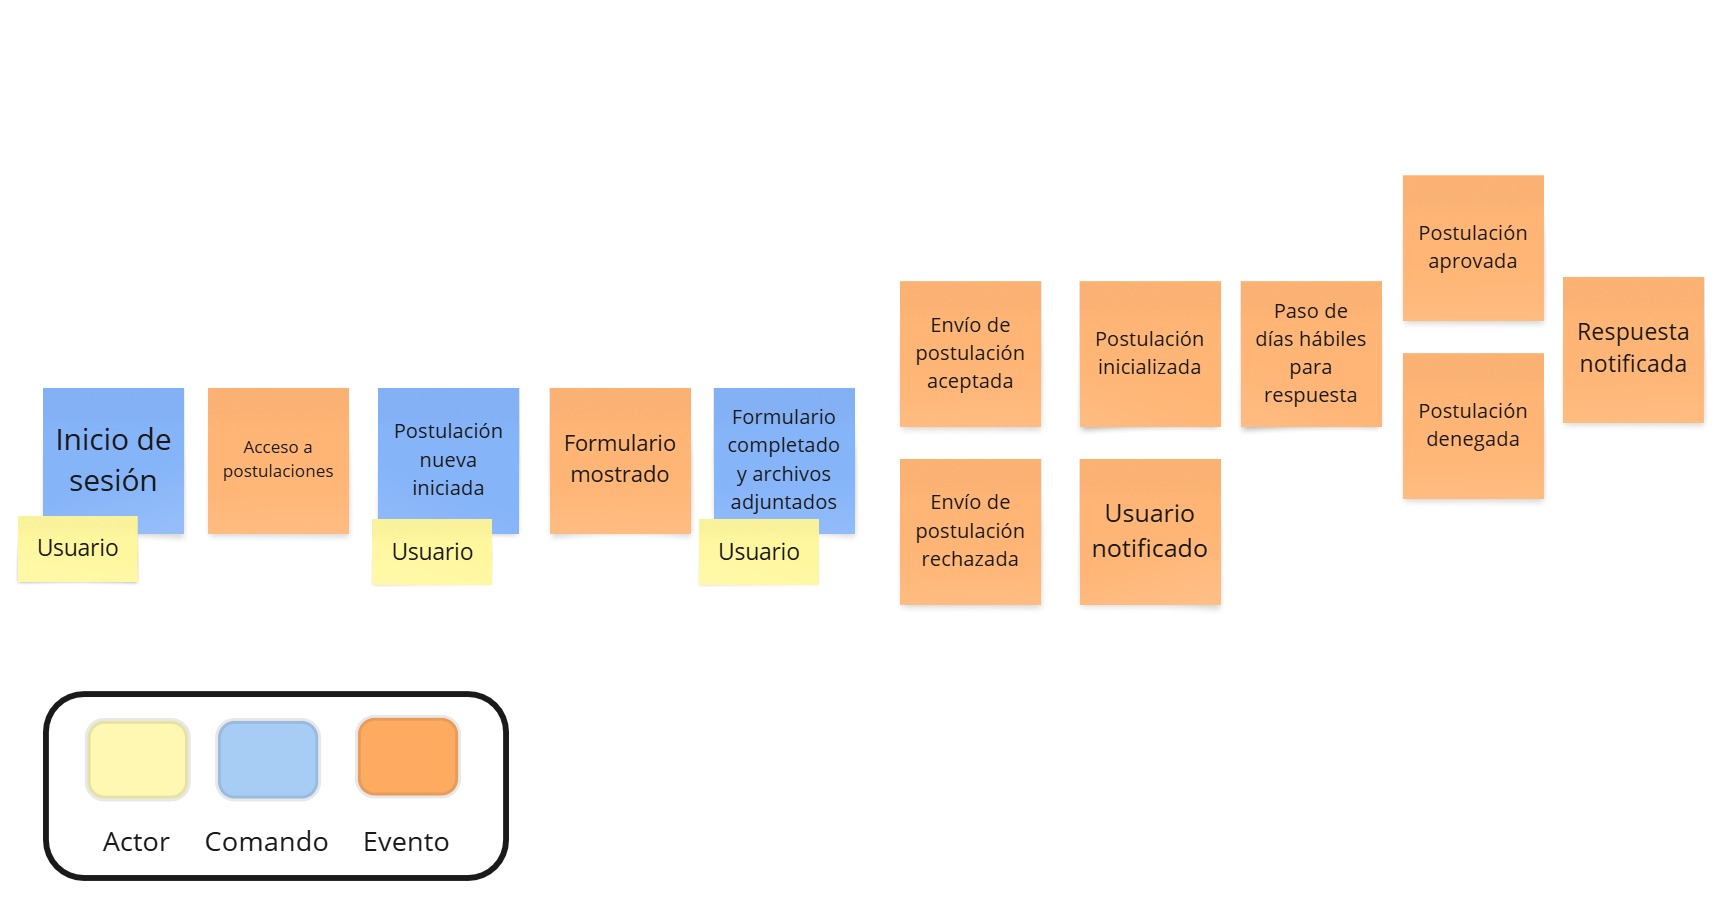 Inicio de
sesión
Usuario
Acceso a
postulaciones
Postulación
nueva
iniciada
Usuario
Formulario
mostrado
Formulario
completado
y archivos
adjuntados
Usuario
Envío de
postulación
aceptada
Envío de
postulación
rechazada
Postulación
inicializada
Usuario
notificado
Paso de
días hábiles
para
respuesta
Postulación
aprovada
Postulación
denegada
Respuesta
notificada
Actor
Comando
Evento